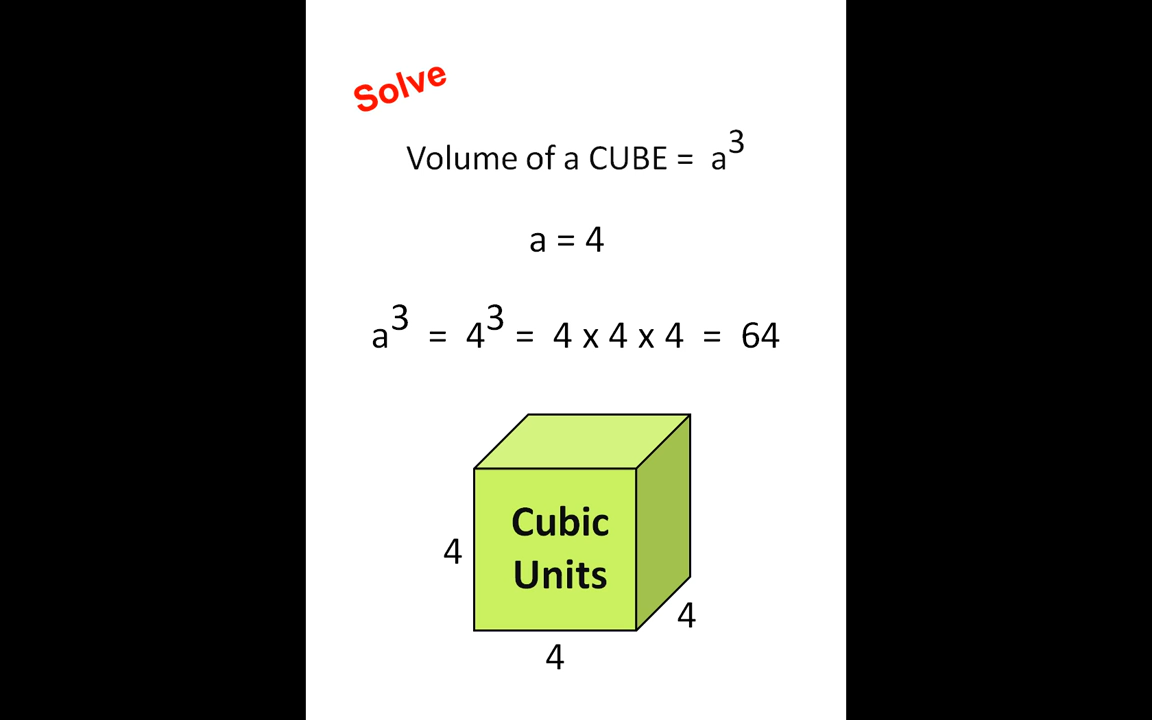 Solve
Volume of a CUBE = a³
a = 4
a³ = 4³ = 4 x 4 x 4 = 64
Cubic
Units
4
4
4